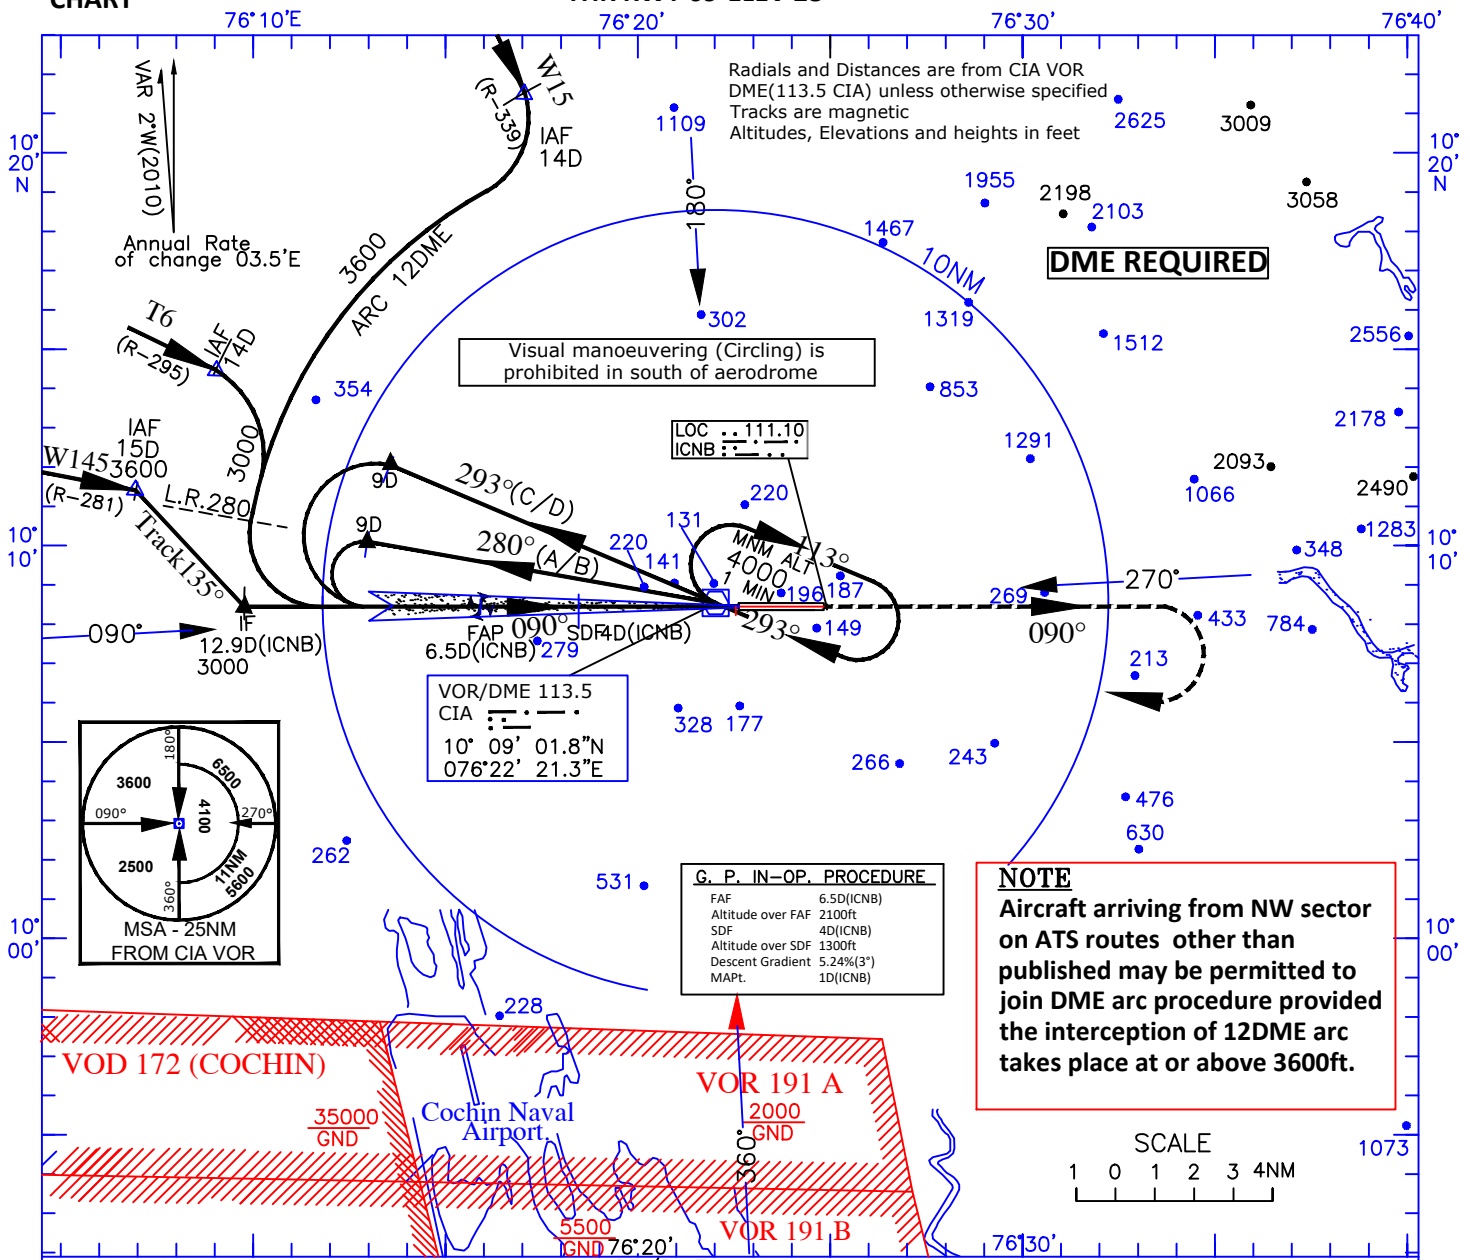 CHART
76°10'E
76°20'
76°30'
76°40'
VAR 2°W(2010)
Annual Rate
of change 03.5'E
10°
20'
N
W15
(R-339)
IAF
14D
1109
180°
Radials and Distances are from CIA VOR
DME(113.5 CIA) unless otherwise specified
Tracks are magnetic
Altitudes, Elevations and heights in feet
2625
3009
10°
20'
N
1955
2198
2103
3058
1467
DME REQUIRED
10NM
3600
ARC 12DME
302
1319
1512
2556
T6
(R-295)
IAF
14D
Visual manoeuvering (Circling) is
prohibited in south of aerodrome
354
853
2178
LOC 111.10
ICNB
1291
2093
1066
2490
IAF
15D
3600
W145
(R-281)
L.R.280
3000
Track135°
9D
293°(C/D)
9D
280°(A/B)
220
131
220
141
MNM ALT
4000
1 MIN
113°
196
187
1283
348
10°
10'
10°
10'
269
270°
433
784
090°
IF
12.9D(ICNB)
3000
FAP
6.5D(ICNB)
090°
SDF4D(ICNB)
279
293°
149
090°
213
VOR/DME 113.5
CIA
10° 09' 01.8"N
076°22' 21.3"E
328
177
266
243
476
630
180°
3600
6500
4100
090°
270°
2500
11NM
5600
360°
MSA - 25NM
FROM CIA VOR
262
531
G. P. IN-OP. PROCEDURE
FAF 6.5D(ICNB)
Altitude over FAF 2100ft
SDF 4D(ICNB)
Altitude over SDF 1300ft
Descent Gradient 5.24%(3°)
MAPt. 1D(ICNB)
NOTE
Aircraft arriving from NW sector
on ATS routes other than
published may be permitted to
join DME arc procedure provided
the interception of 12DME arc
takes place at or above 3600ft.
10°
00'
10°
00'
228
VOD 172 (COCHIN)
VOR 191 A
35000
GND
Cochin Naval
Airport.
2000
GND
360°
SCALE
1 0 1 2 3 4NM
1073
5500
GND
VOR 191 B
76°20'
76°30'